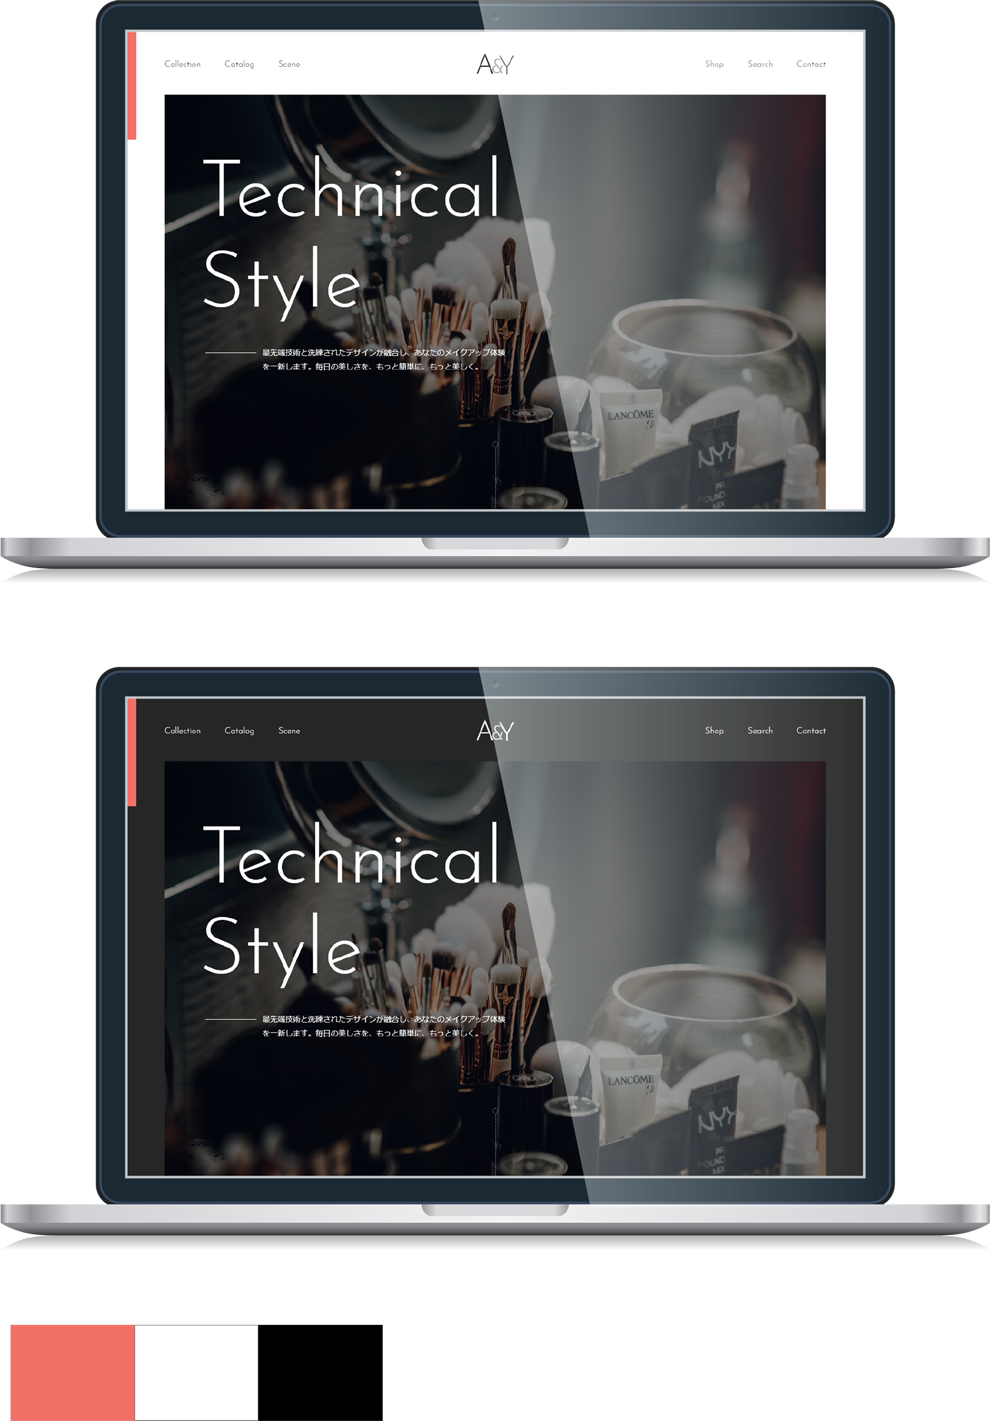 Collection Catalog Scene A&Y Shop Search Contact
Technical
Style
最先端技術と洗練されたデザインが融合し、あなたのメイクアップ体験
を一新します。毎日の美しさを、もっと簡単に、もっと美しく。
LANCÔME
NYX
PR
FOUND
MIX
Collection Catalog Scene A&Y Shop Search Contact
Technical
Style
最先端技術と洗練されたデザインが融合し、あなたのメイクアップ体験
を一新します。毎日の美しさを、もっと簡単に、もっと美しく。
LANCÔME
NYX
PR
FOUND
MIX